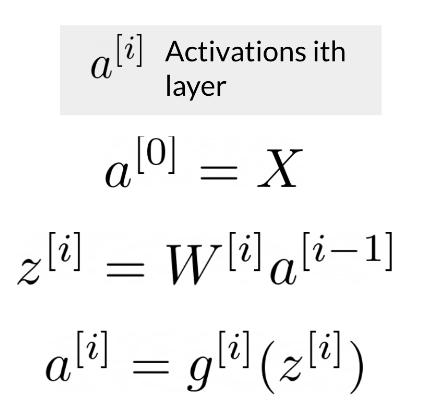 a^{[i]} Activations ith
layer
a^{[0]} = X
z^{[i]} = W^{[i]}a^{[i-1]}
a^{[i]} = g^{[i]}(z^{[i]})